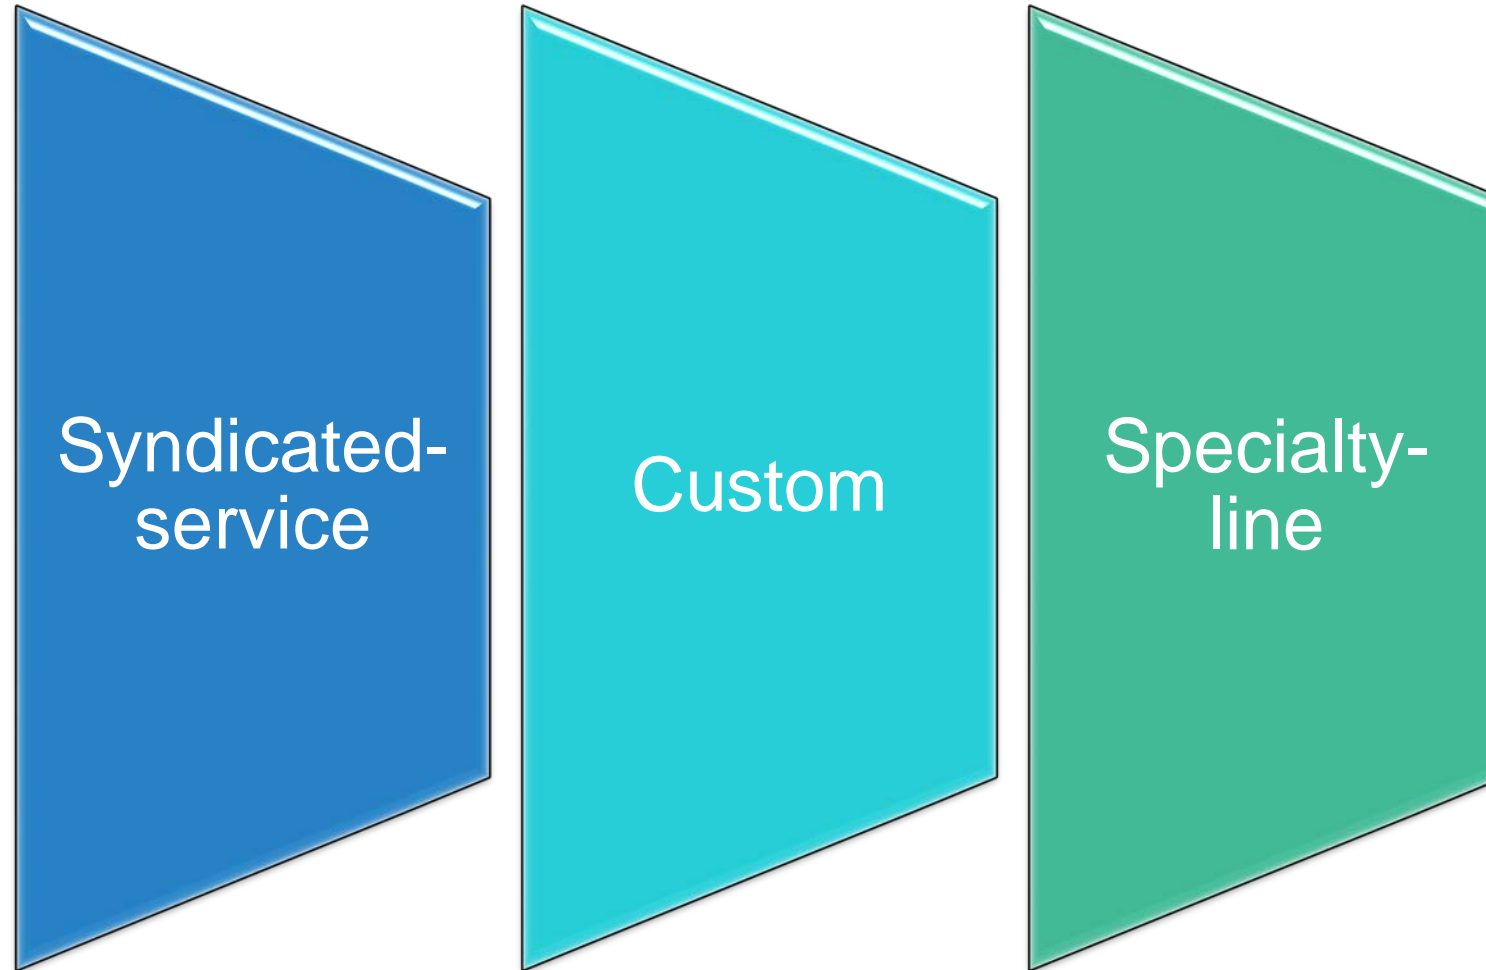 Syndicated-
service
Custom
Specialty-
line